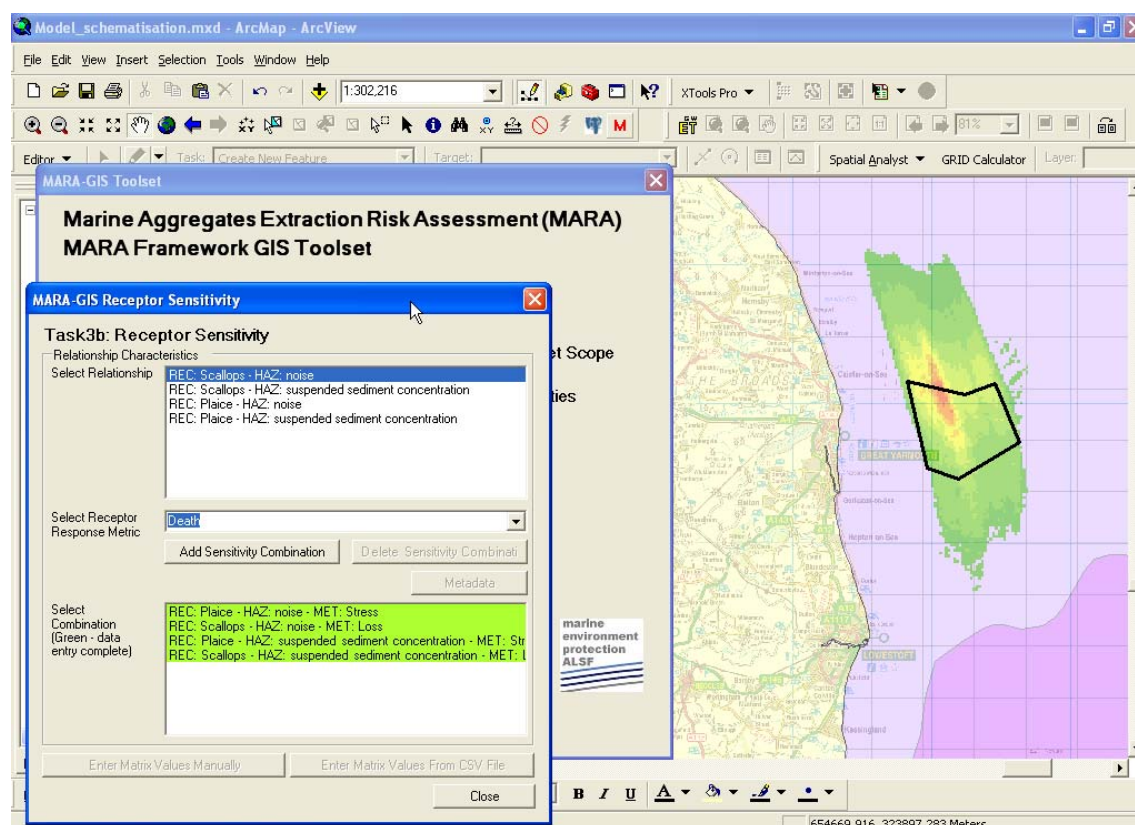 Model_schematisation.mxd - ArcMap - ArcView
File Edit View Insert Selection Tools Window Help
1:302,216
XTools Pro
81%
Editor
Task: Create New Feature
Target:
Spatial Analyst
GRID Calculator
Layer:
MARA-GIS Toolset
Marine Aggregates Extraction Risk Assessment (MARA)
MARA Framework GIS Toolset
MARA-GIS Receptor Sensitivity
Task3b: Receptor Sensitivity
Relationship Characteristics
Select Relationship
REC: Scallops - HAZ: noise
REC: Scallops - HAZ: suspended sediment concentration
REC: Plaice - HAZ: noise
REC: Plaice - HAZ: suspended sediment concentration
et Scope
ties
Select Receptor
Response Metric
Death
Add Sensitivity Combination
Delete Sensitivity Combinati
Metadata
Select
Combination
(Green - data
entry complete)
REC: Plaice - HAZ: noise - MET: Stress
REC: Scallops - HAZ: noise - MET: Loss
REC: Plaice - HAZ: suspended sediment concentration - MET: Str
REC: Scallops - HAZ: suspended sediment concentration - MET: L
marine
environment
protection
ALSF
Enter Matrix Values Manually
Enter Matrix Values From CSV File
Close
THE BROADS
GREAT YARMOUTH
LOWESTOFT
Hemsby
Kessingland
A12
B I U A
654669.916 323897.283 Meters